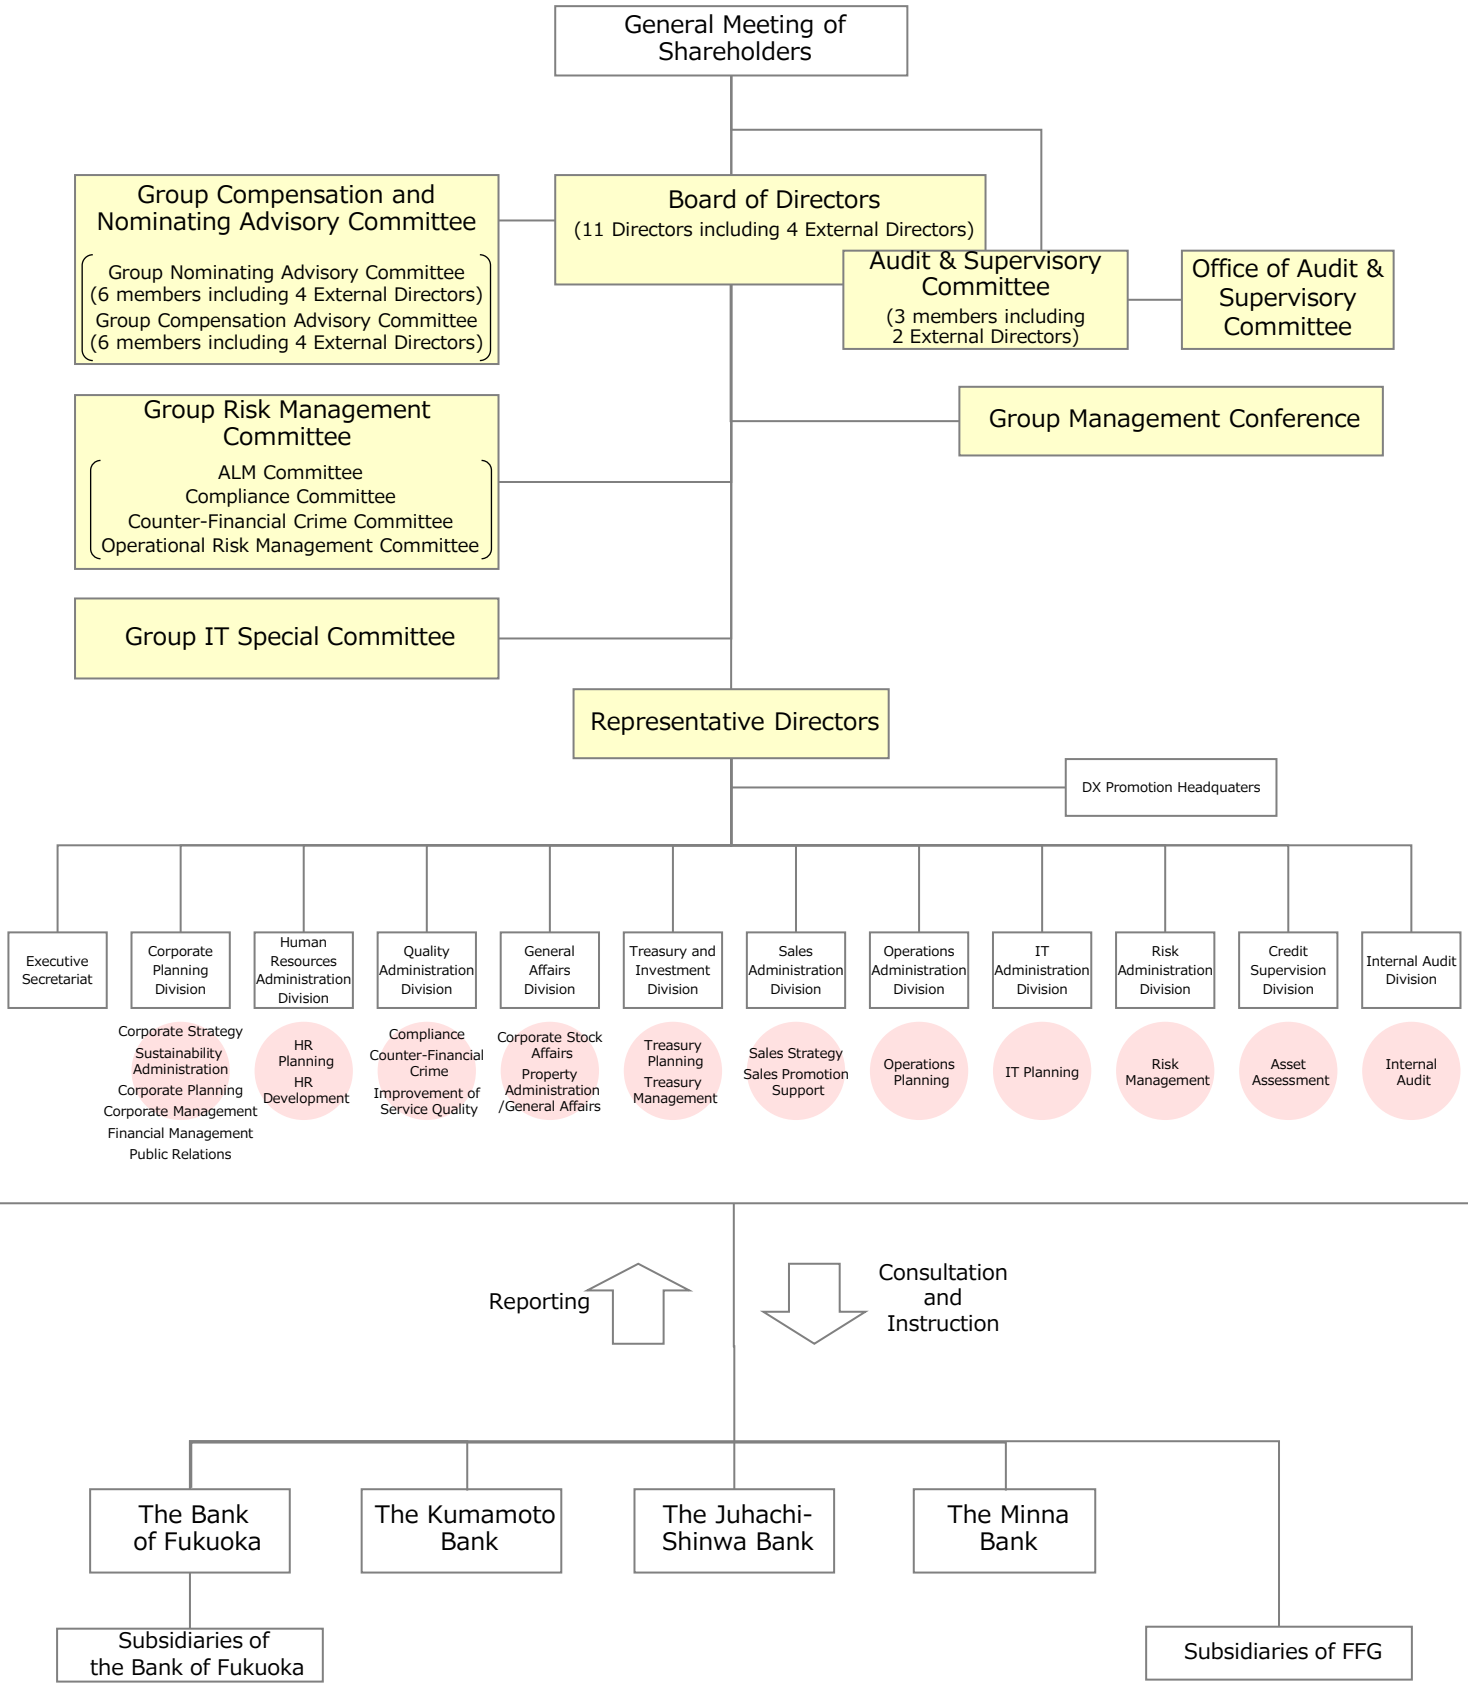 General Meeting of
Shareholders
Group Compensation and
Nominating Advisory Committee
Group Nominating Advisory Committee
(6 members including 4 External Directors)
Group Compensation Advisory Committee
(6 members including 4 External Directors)
Board of Directors
(11 Directors including 4 External Directors)
Audit & Supervisory
Committee
(3 members including
2 External Directors)
Office of Audit &
Supervisory
Committee
Group Risk Management
Committee
ALM Committee
Compliance Committee
Counter-Financial Crime Committee
Operational Risk Management Committee
Group Management Conference
Group IT Special Committee
Representative Directors
DX Promotion Headquaters
Executive
Secretariat
Corporate
Planning
Division
Human
Resources
Administration
Division
Quality
Administration
Division
General
Affairs
Division
Treasury and
Investment
Division
Sales
Administration
Division
Operations
Administration
Division
IT
Administration
Division
Risk
Administration
Division
Credit
Supervision
Division
Internal Audit
Division
Corporate Strategy
Sustainability
Administration
Corporate Planning
Corporate Management
Financial Management
Public Relations
HR
Planning
HR
Development
Compliance
Counter-Financial
Crime
Improvement of
Service Quality
Corporate Stock
Affairs
Property
Administration
/General Affairs
Treasury
Planning
Treasury
Management
Sales Strategy
Sales Promotion
Support
Operations
Planning
IT Planning
Risk
Management
Asset
Assessment
Internal
Audit
Reporting
Consultation
and
Instruction
The Bank
of Fukuoka
The Kumamoto
Bank
The Juhachi-
Shinwa Bank
The Minna
Bank
Subsidiaries of
the Bank of Fukuoka
Subsidiaries of FFG